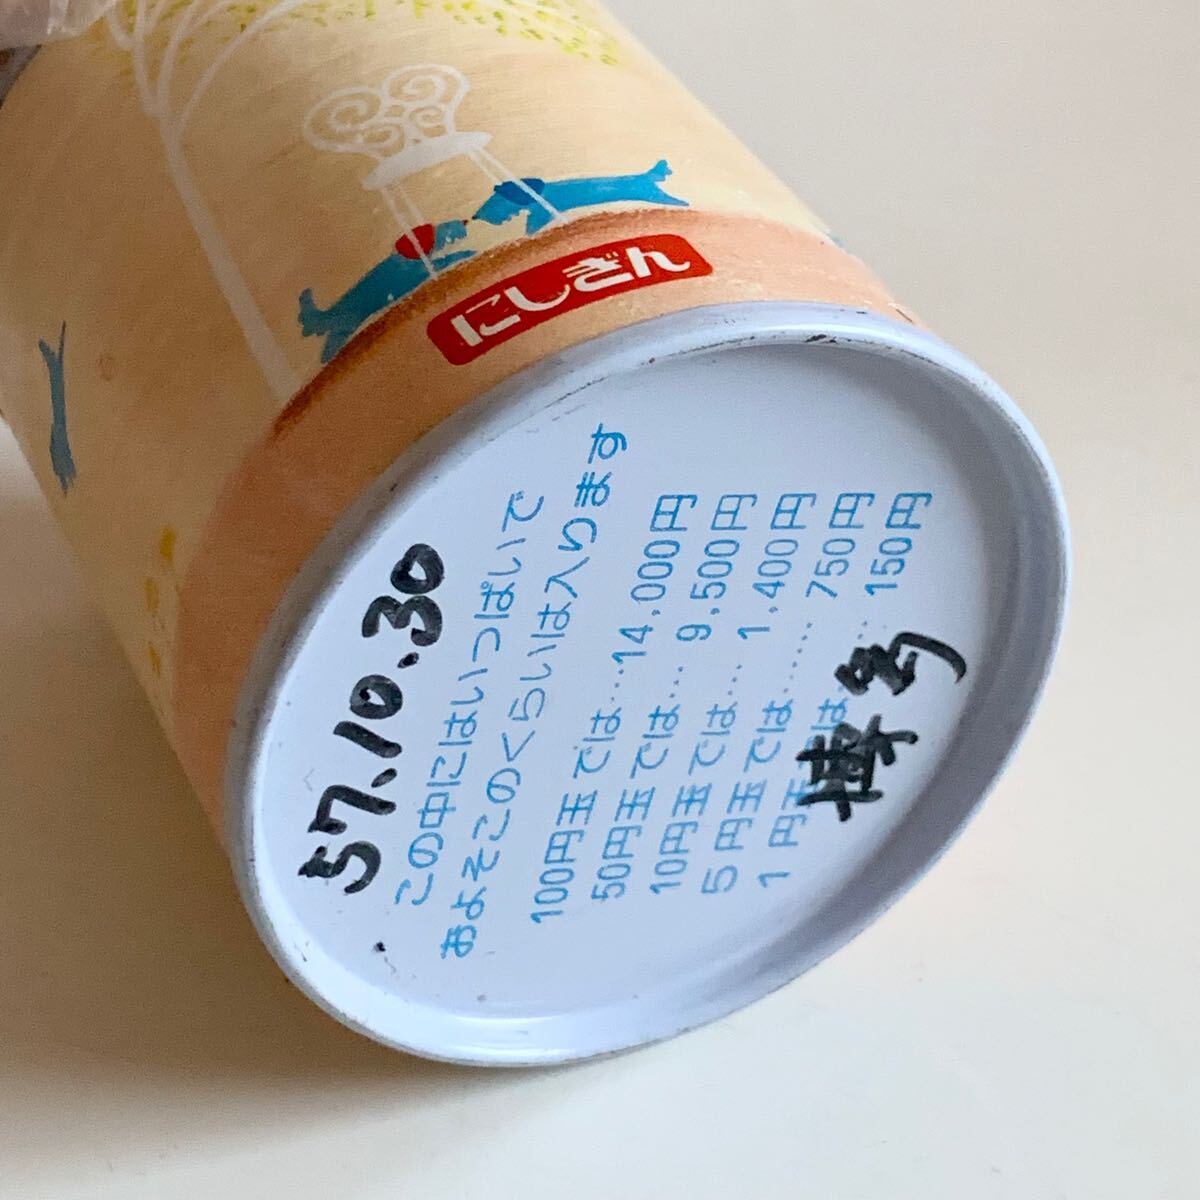 にしぎん
57.10.30
この中にはいっぱいで
およそこのくらいは入ります
100円玉では...14,000円
50円玉では...9,500円
10円玉では....1,400円
5円玉では.......750円
1円玉では...150円
博多